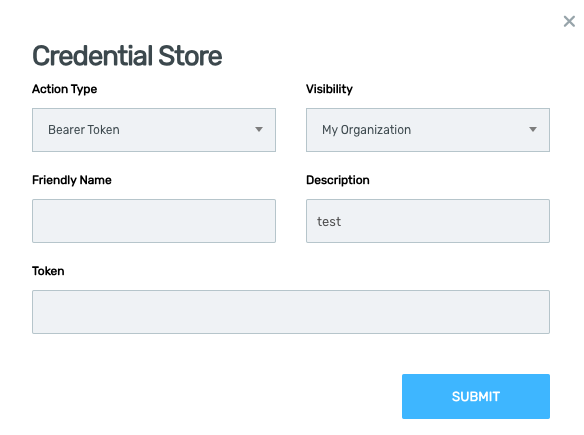 Credential Store
Action Type
Visibility
Bearer Token
My Organization
Friendly Name
Description
test
Token
SUBMIT